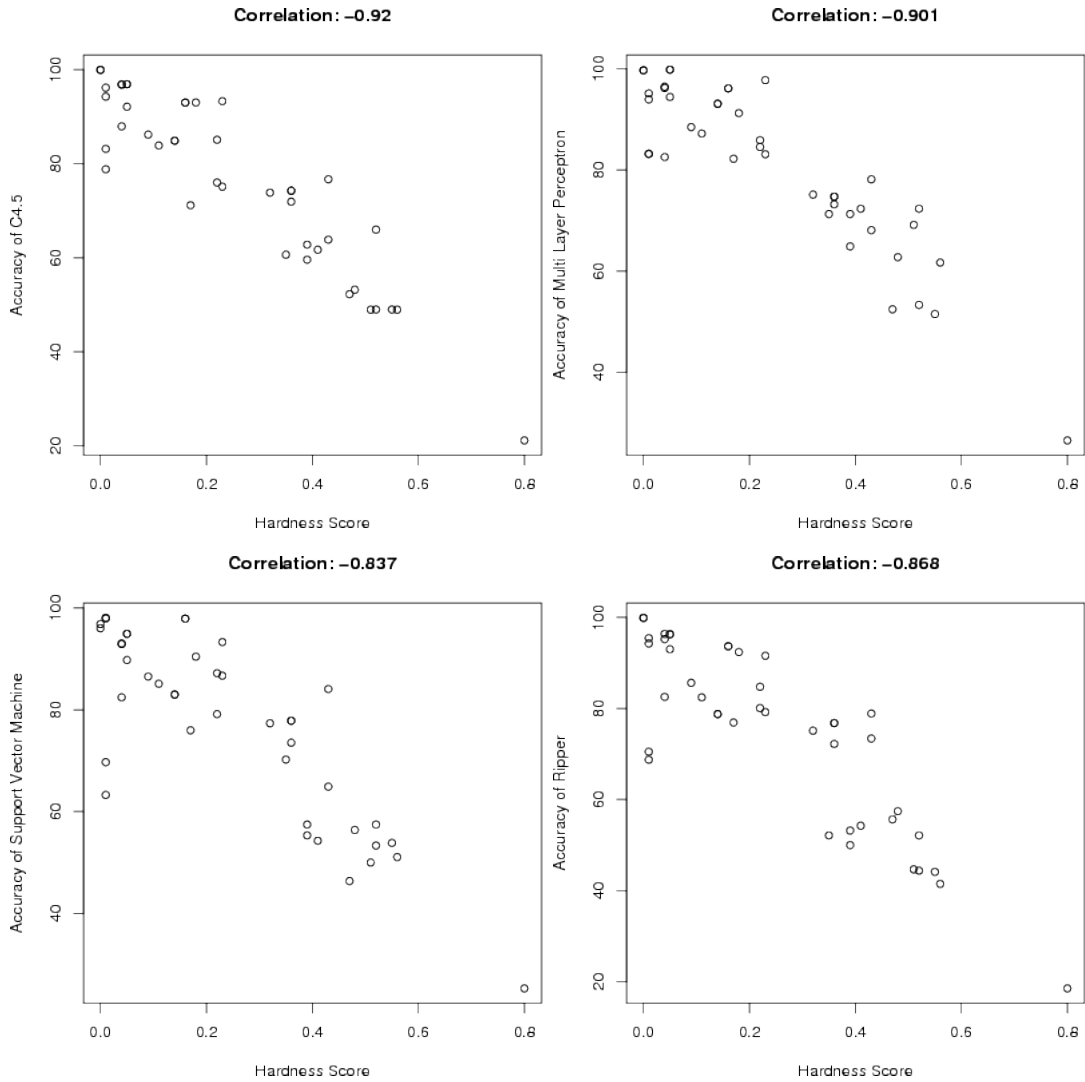 Correlation: −0.92
100
80
60
40
20
Accuracy of C4.5
0.0 0.2 0.4 0.6 0.8
Hardness Score
Correlation: −0.901
100
80
60
40
Accuracy of Multi Layer Perceptron
0.0 0.2 0.4 0.6 0.8
Hardness Score
Correlation: −0.837
100
80
60
40
Accuracy of Support Vector Machine
0.0 0.2 0.4 0.6 0.8
Hardness Score
Correlation: −0.868
100
80
60
40
20
Accuracy of Ripper
0.0 0.2 0.4 0.6 0.8
Hardness Score